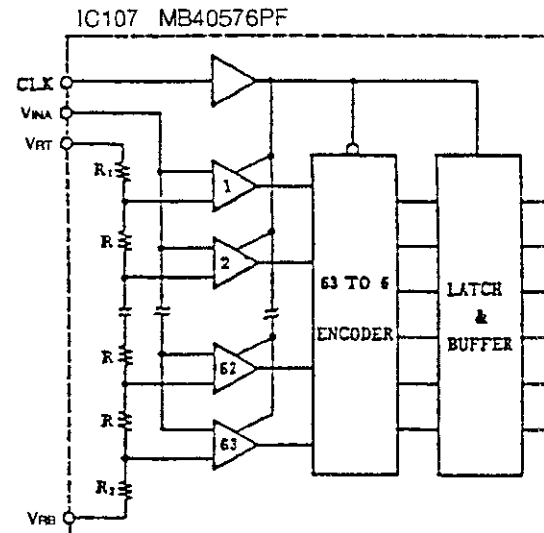 IC107 MB40576PF
CLK
VINA
VRT
R1
1
R
2
63 TO 6
ENCODER
LATCH
&
BUFFER
R
62
R
63
R2
VRB